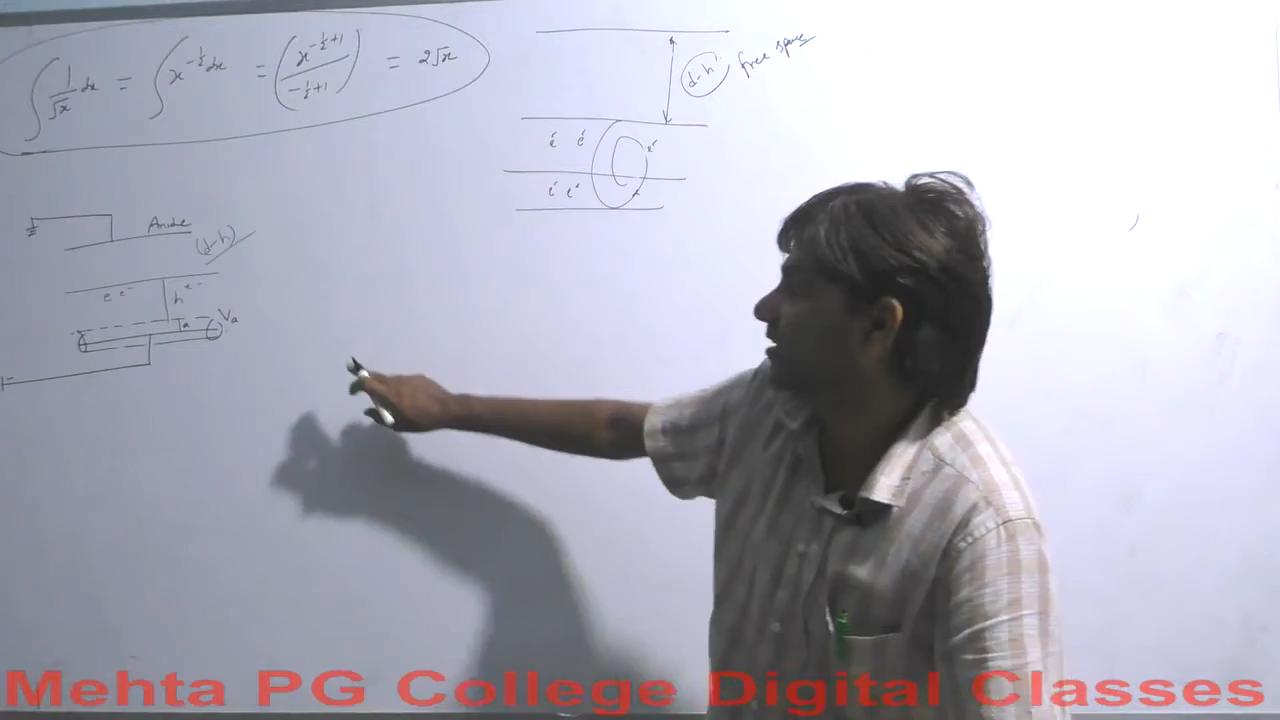 ∫ 1/√x dx = ∫ x^{-1/2} dx = (x^{-1/2+1} / -1/2+1) = 2√x
d-h'
free space
e⁻ e⁻ e⁻
e⁻ e⁻
Anode
(d-h)
e e⁻ h e⁻
a
Va
Mehta PG College Digital Classes